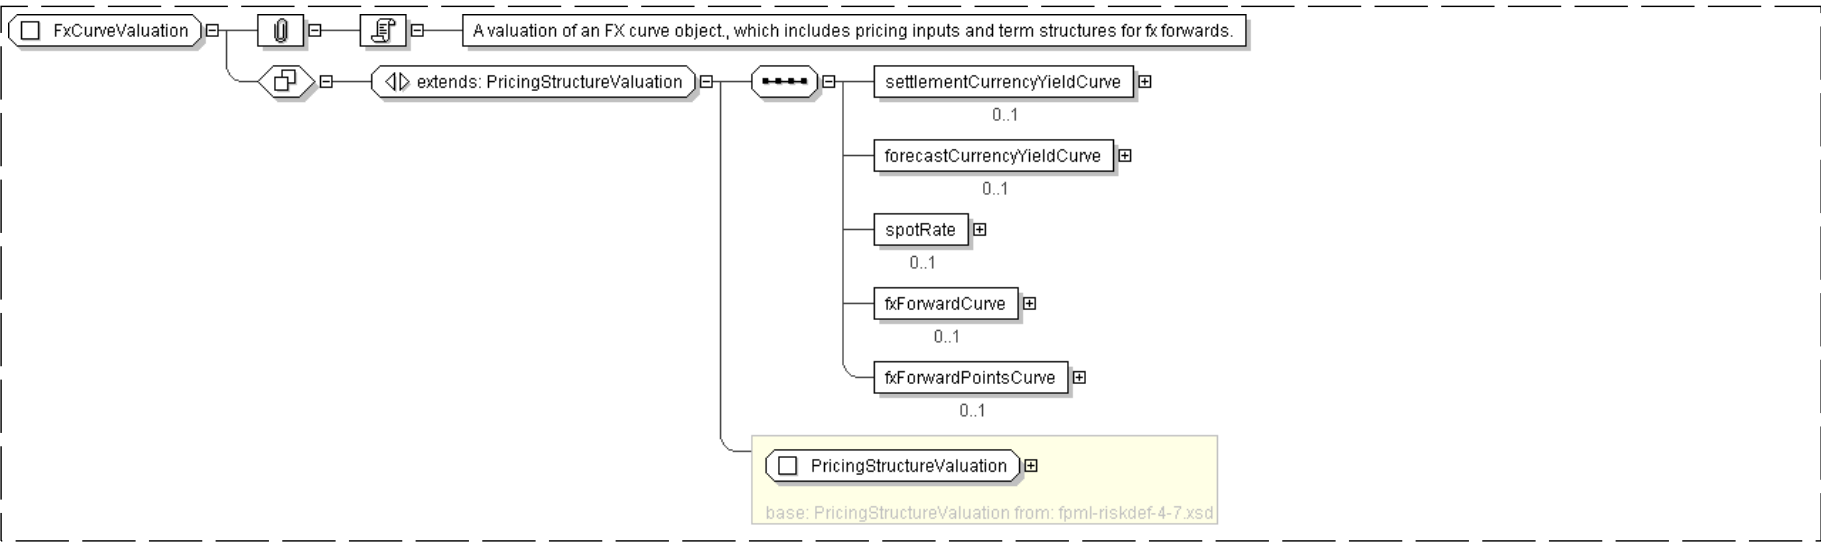 FxCurveValuation
A valuation of an FX curve object., which includes pricing inputs and term structures for fx forwards.
extends: PricingStructureValuation
settlementCurrencyYieldCurve
0..1
forecastCurrencyYieldCurve
0..1
spotRate
0..1
fxForwardCurve
0..1
fxForwardPointsCurve
0..1
PricingStructureValuation
base: PricingStructureValuation from: fpml-riskdef-4-7.xsd